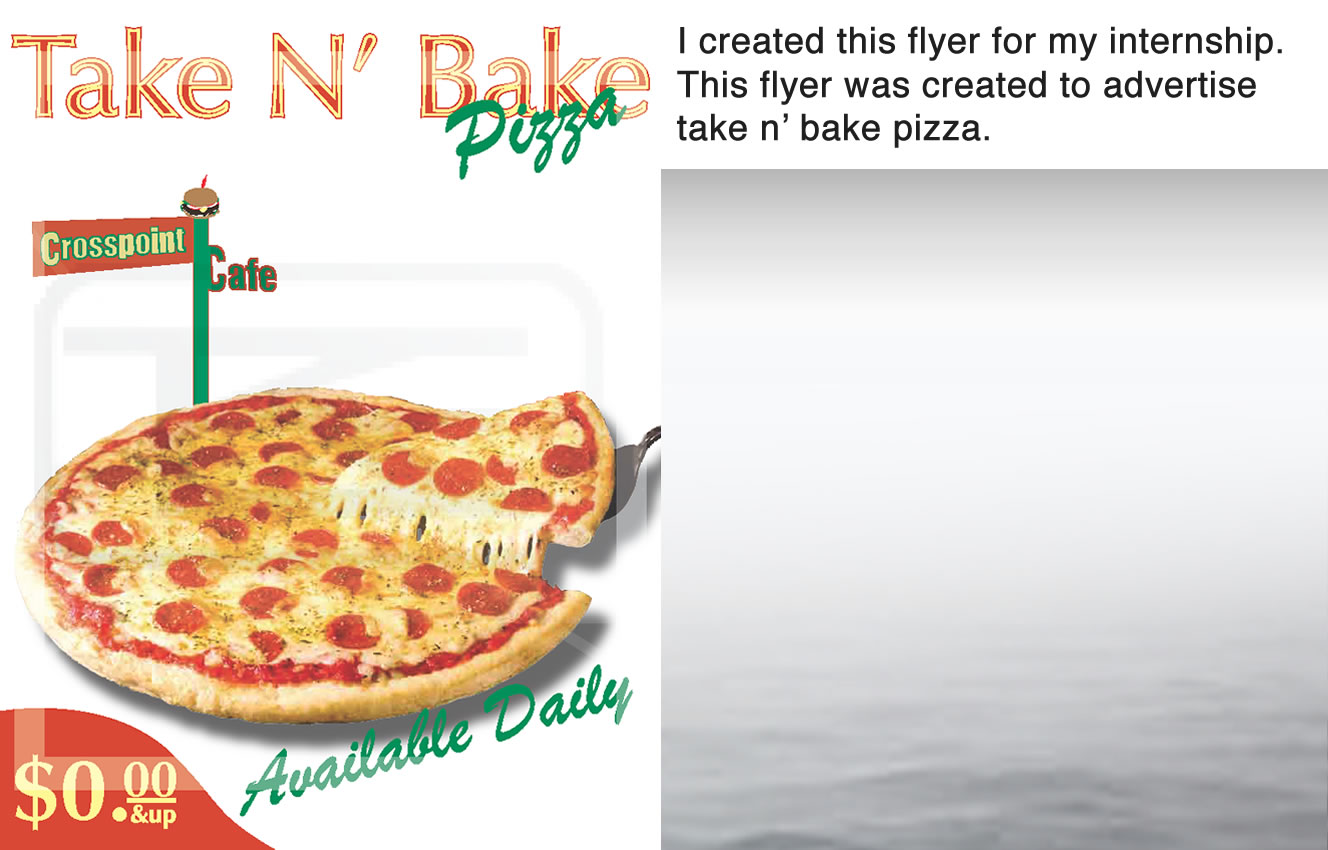 Take N’ Bake
Pizza
Crosspoint
Cafe
Available Daily
$0.00
&up
I created this flyer for my internship.
This flyer was created to advertise
take n’ bake pizza.